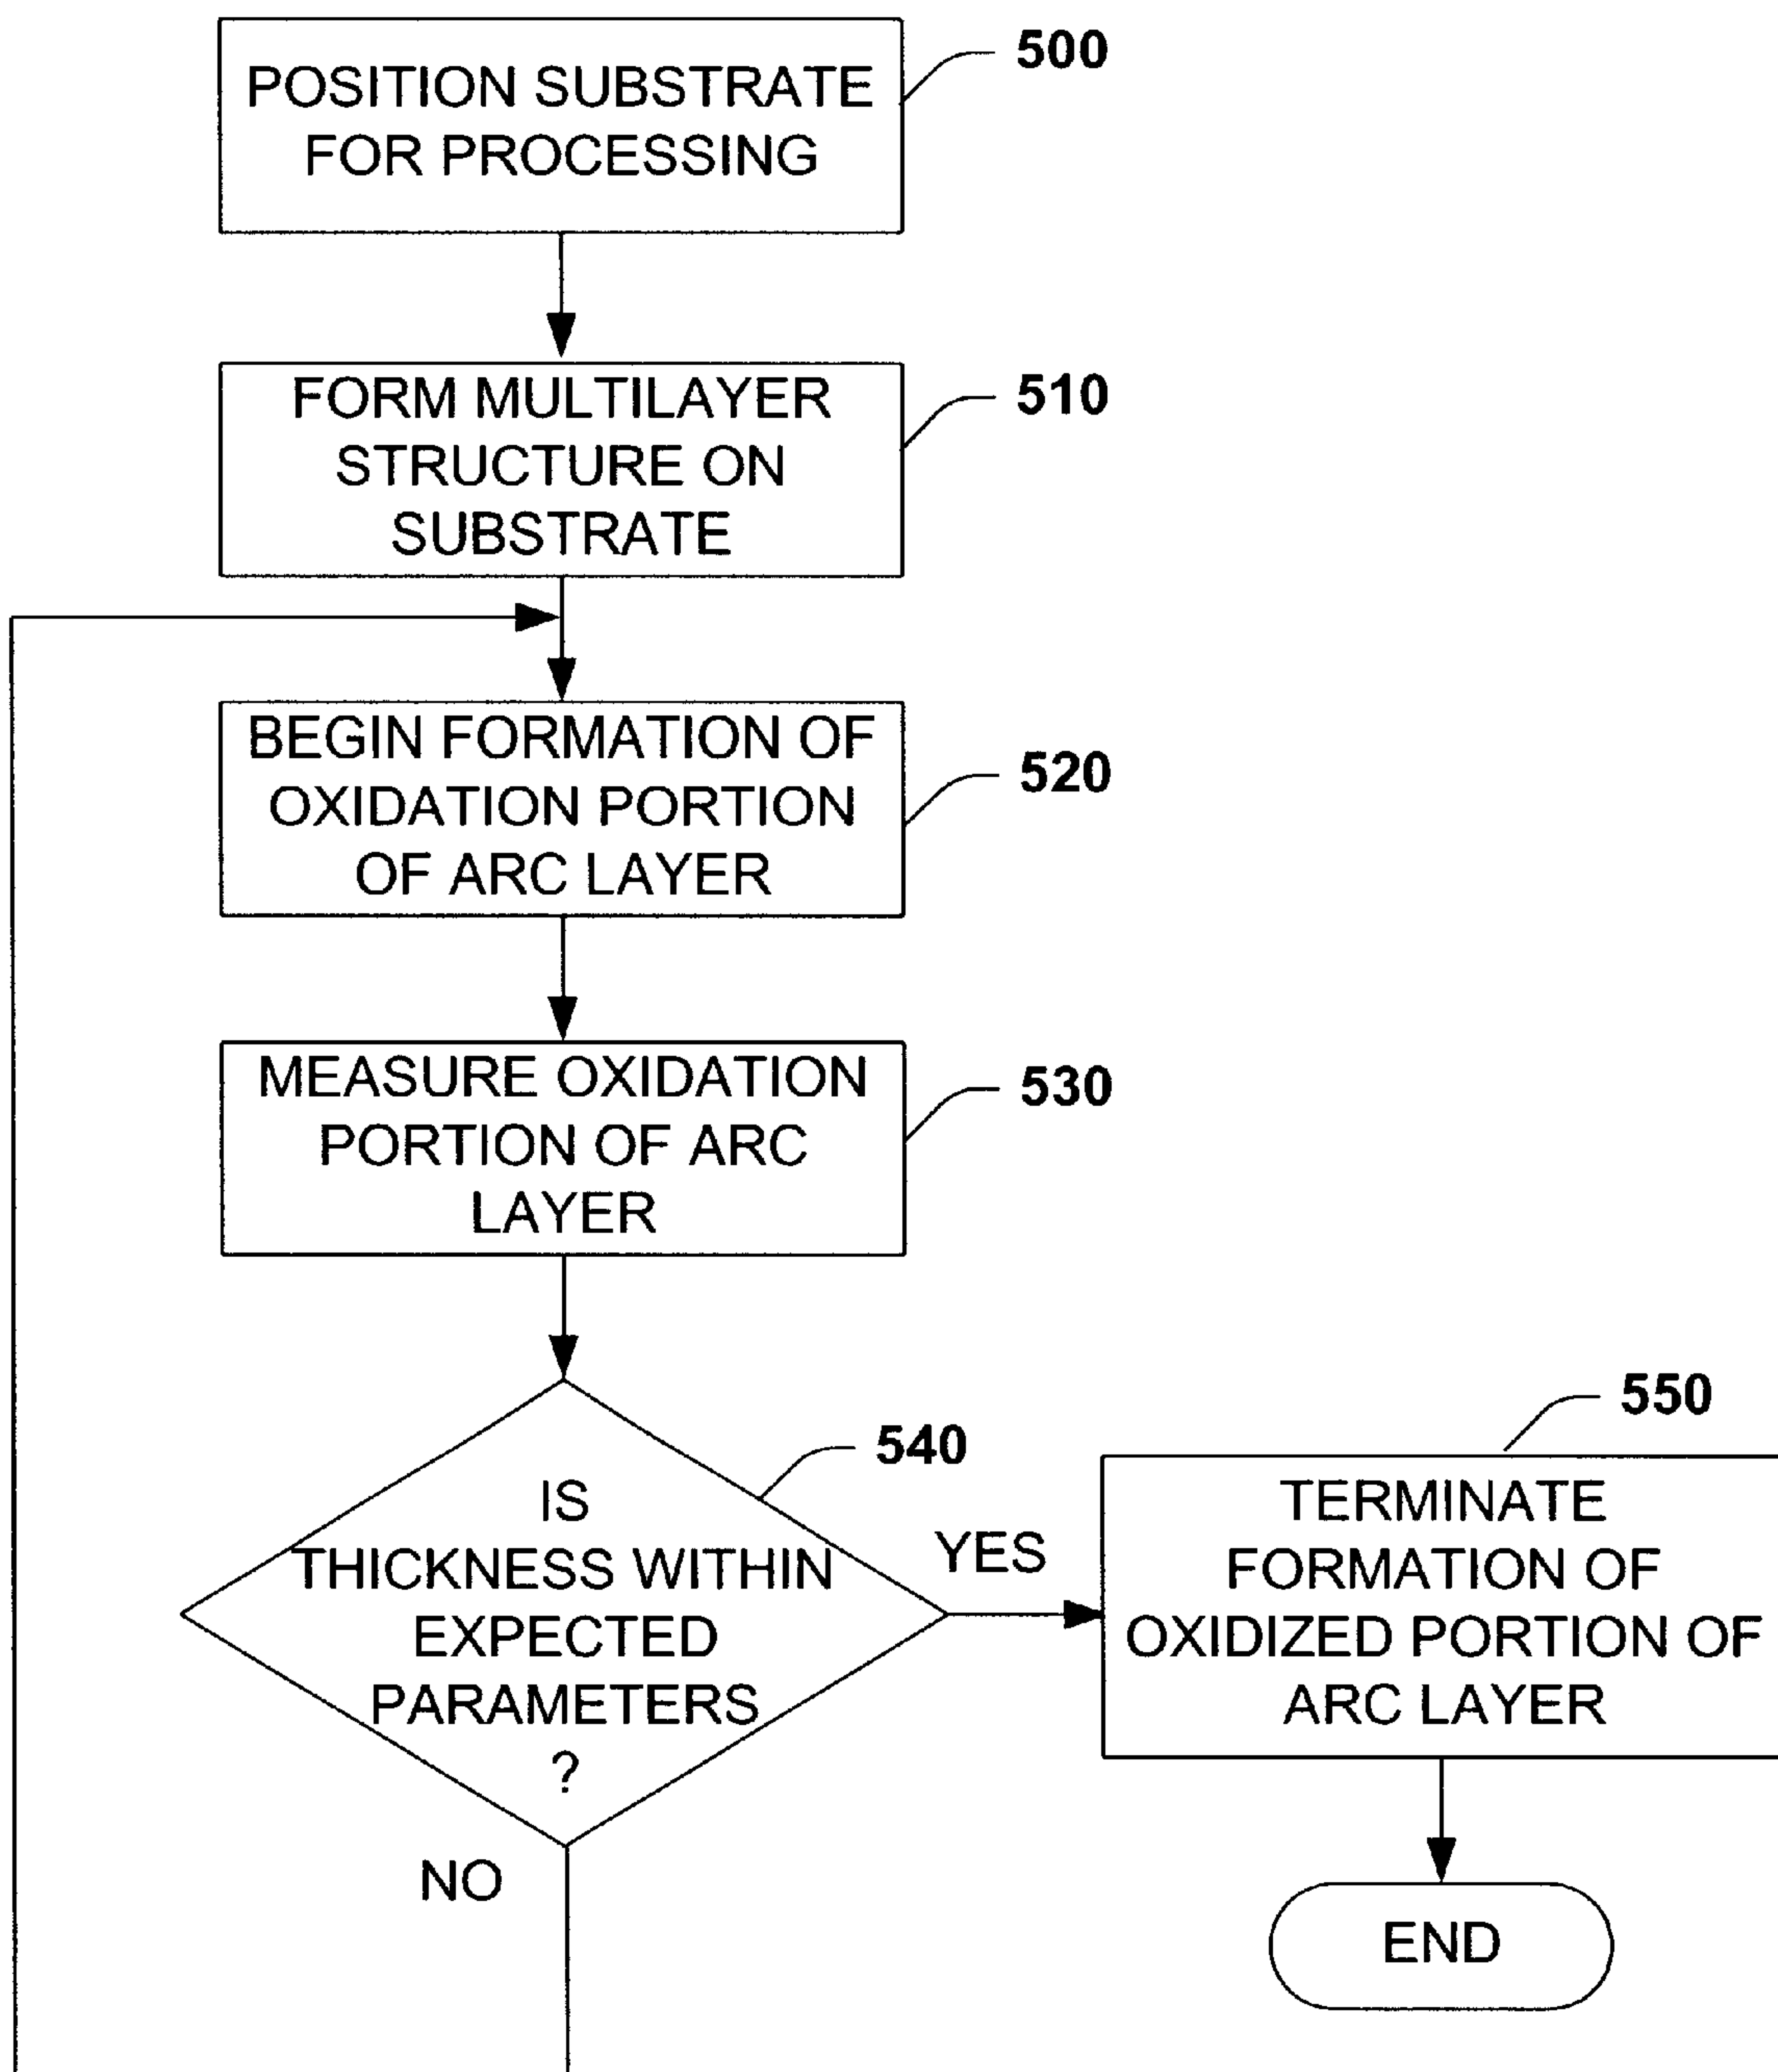 POSITION SUBSTRATE
FOR PROCESSING
500
FORM MULTILAYER
STRUCTURE ON
SUBSTRATE
510
BEGIN FORMATION OF
OXIDATION PORTION
OF ARC LAYER
520
MEASURE OXIDATION
PORTION OF ARC
LAYER
530
IS
THICKNESS WITHIN
EXPECTED
PARAMETERS
?
540
YES
NO
550
TERMINATE
FORMATION OF
OXIDIZED PORTION OF
ARC LAYER
END